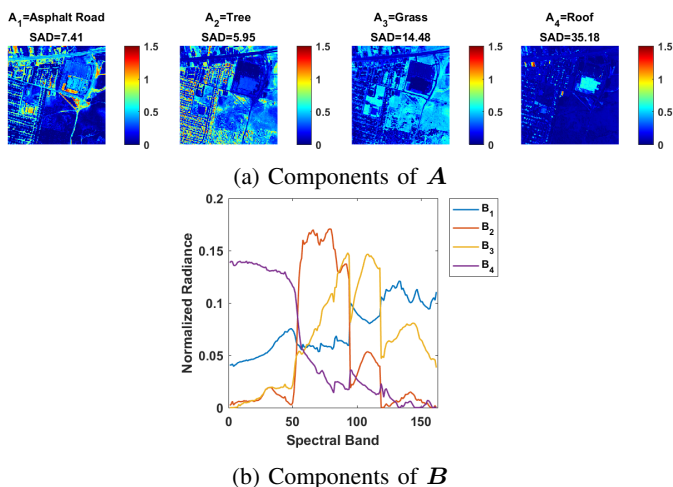 A1=Asphalt Road A2=Tree A3=Grass A4=Roof
SAD=7.41 SAD=5.95 SAD=14.48 SAD=35.18
1.5 1.5 1.5 1.5
1 1 1 1
0.5 0.5 0.5 0.5
0 0 0 0
(a) Components of A
0.2
0.15
0.1
0.05
0
Normalized Radiance
B1
B2
B3
B4
0 50 100 150
Spectral Band
(b) Components of B